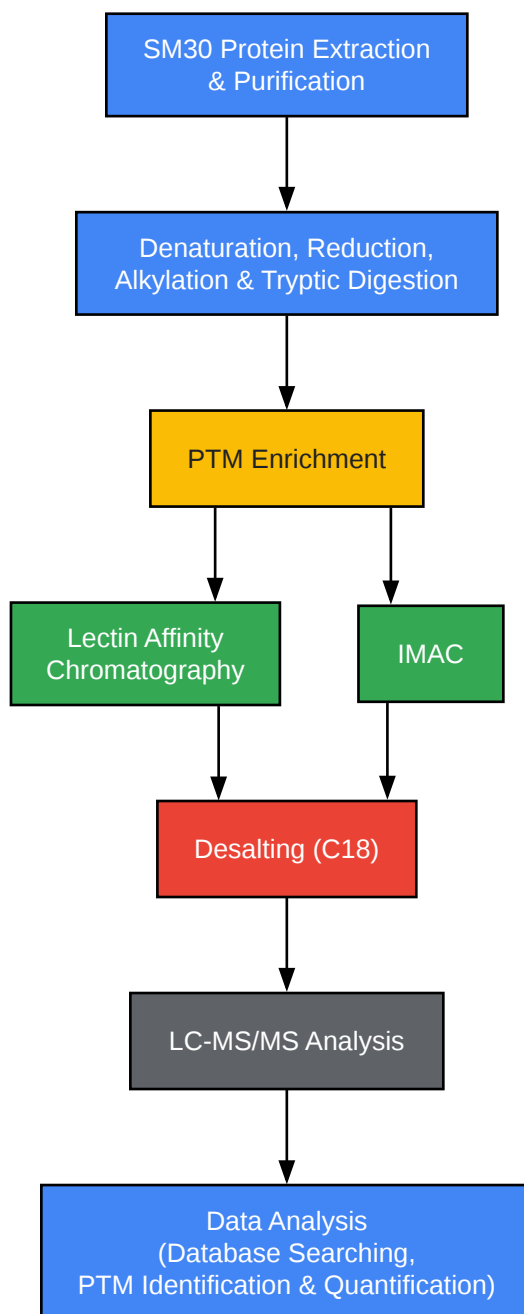 SM30 Protein Extraction
& Purification
Denaturation, Reduction,
Alkylation & Tryptic Digestion
PTM Enrichment
Lectin Affinity
Chromatography
IMAC
Desalting (C18)
LC-MS/MS Analysis
Data Analysis
(Database Searching,
PTM Identification & Quantification)